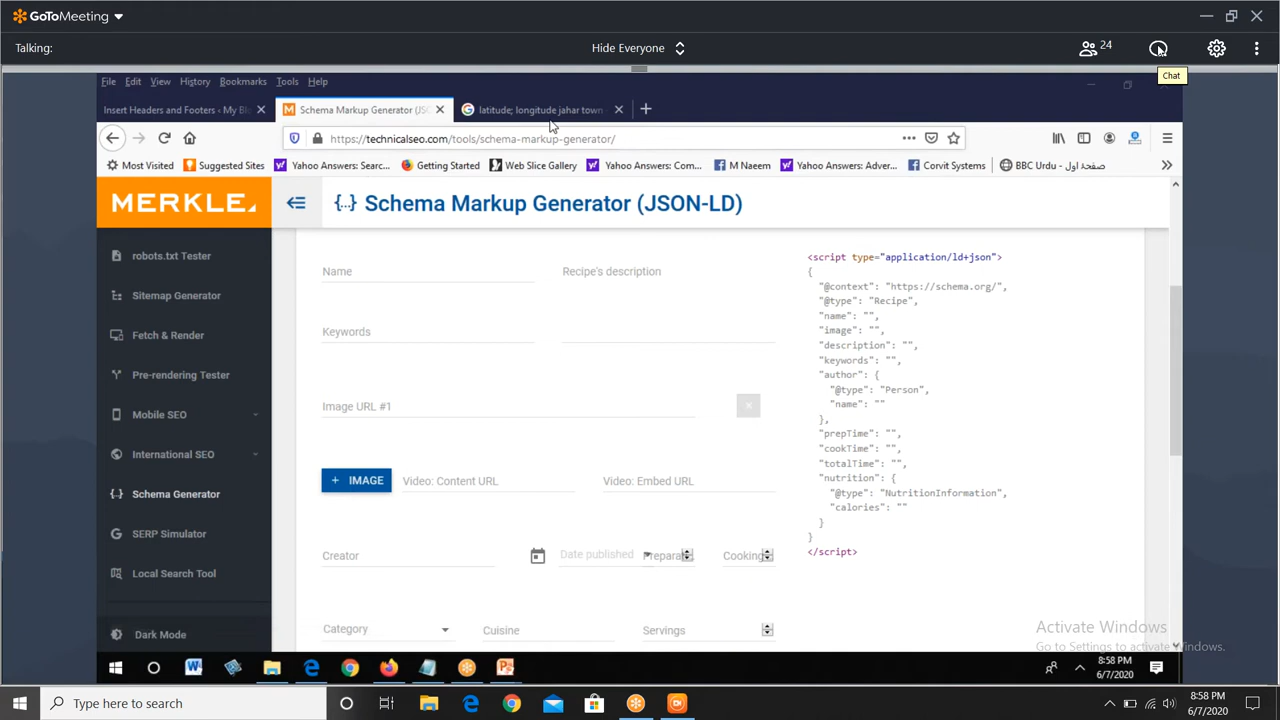 GoToMeeting
Talking:
Hide Everyone
24
Chat
File Edit View History Bookmarks Tools Help
Insert Headers and Footers ‹ My Bl
Schema Markup Generator (JS
latitude; longitude jahar town
https://technicalseo.com/tools/schema-markup-generator/
Most Visited
Suggested Sites
Yahoo Answers: Searc...
Getting Started
Web Slice Gallery
Yahoo Answers: Com...
M Naeem
Yahoo Answers: Adver...
Corvit Systems
صفحۂ اول - BBC Urdu
MERKLE
{..} Schema Markup Generator (JSON-LD)
robots.txt Tester
Sitemap Generator
Fetch & Render
Pre-rendering Tester
Mobile SEO
International SEO
Schema Generator
SERP Simulator
Local Search Tool
Dark Mode
Name
Recipe's description
Keywords
Image URL #1
+ IMAGE
Video: Content URL
Video: Embed URL
Creator
Date published
Preparat
Cooking
Category
Cuisine
Servings
<script type="application/ld+json">
{
"@context": "https://schema.org/",
"@type": "Recipe",
"name": "",
"image": "",
"description": "",
"keywords": "",
"author": {
"@type": "Person",
"name": ""
},
"prepTime": "",
"cookTime": "",
"totalTime": "",
"nutrition": {
"@type": "NutritionInformation",
"calories": ""
}
}
</script>
Activate Windows
Go to Settings to activate Windows.
8:58 PM
6/7/2020
Type here to search
8:58 PM
6/7/2020